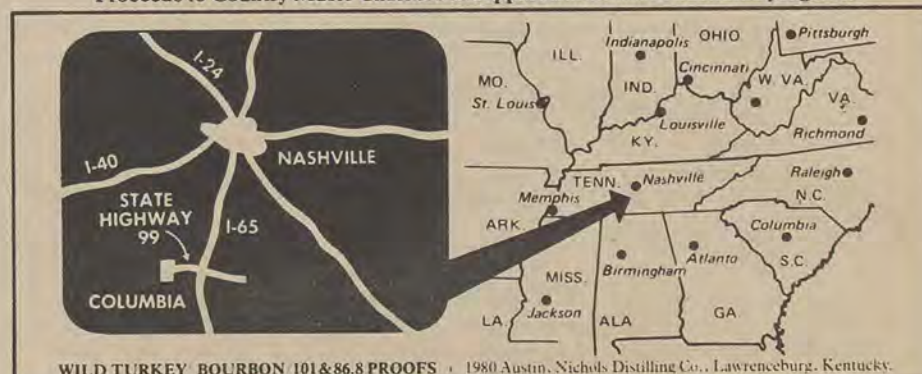 I-24
I-40
NASHVILLE
STATE
HIGHWAY
99
I-65
COLUMBIA
Pittsburgh
OHIO
Indianapolis
ILL.
Cincinnati
W. VA.
MO.
IND.
VA.
St. Louis
Louisville
Richmond
KY.
TENN.
Nashville
Raleigh
N.C.
Memphis
ARK.
Columbia
S.C.
Atlanto
Birmingham
MISS.
GA.
LA.
Jackson
ALA
WILD TURKEY/BOURBON/101&86.8 PROOFS 1980 Austin, Nichols Distilling Co., Lawrenceburg, Kentucky.